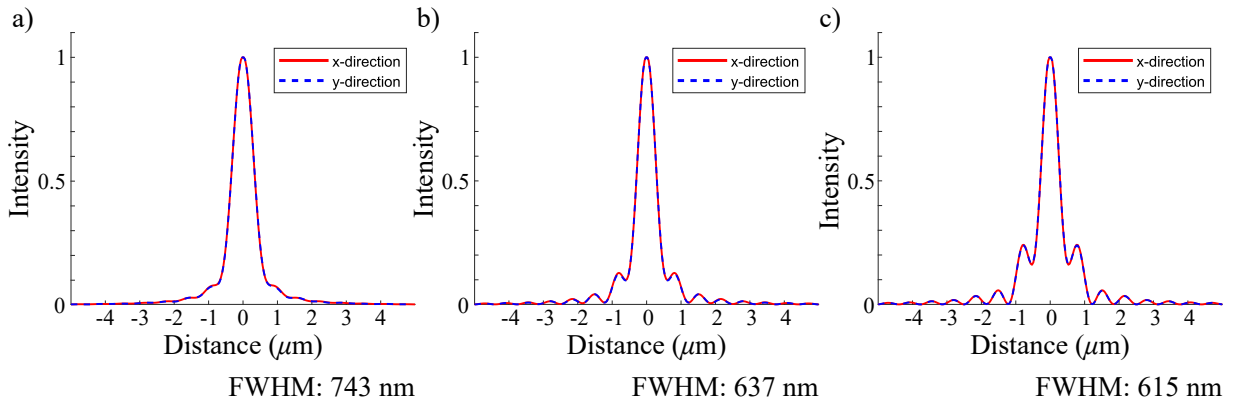 a)
1
0.5
0
Intensity
x-direction
y-direction
-4 -3 -2 -1 0 1 2 3 4
Distance (μm)
FWHM: 743 nm
b)
1
0.5
0
Intensity
x-direction
y-direction
-4 -3 -2 -1 0 1 2 3 4
Distance (μm)
FWHM: 637 nm
c)
1
0.5
0
Intensity
x-direction
y-direction
-4 -3 -2 -1 0 1 2 3 4
Distance (μm)
FWHM: 615 nm